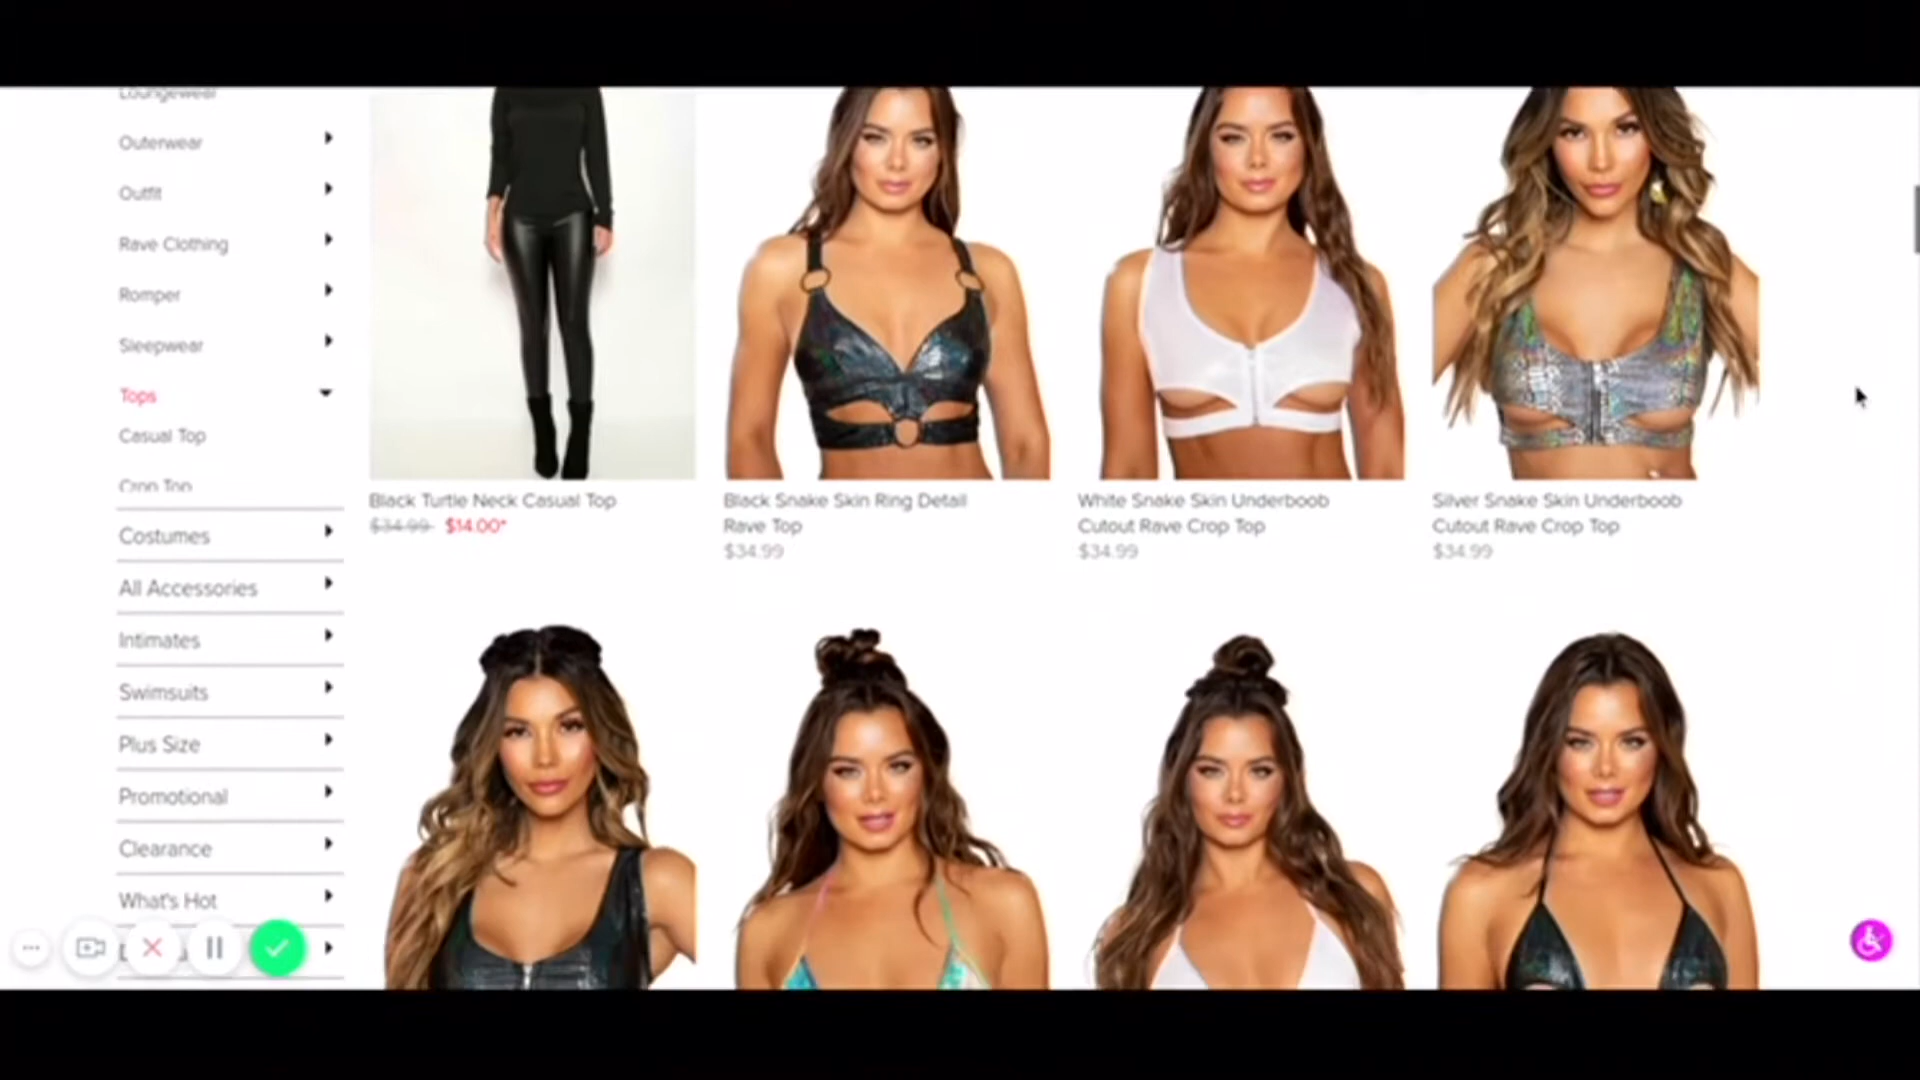 Loungewear
Outerwear
Outfit
Rave Clothing
Romper
Sleepwear
Tops
Casual Top
Crop Top
Costumes
All Accessories
Intimates
Swimsuits
Plus Size
Promotional
Clearance
What's Hot
Black Turtle Neck Casual Top
$34.99 $14.00*
Black Snake Skin Ring Detail
Rave Top
$34.99
White Snake Skin Underboob
Cutout Rave Crop Top
$34.99
Silver Snake Skin Underboob
Cutout Rave Crop Top
$34.99